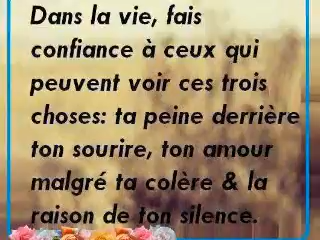 Dans la vie, fais
confiance à ceux qui
peuvent voir ces trois
choses: ta peine derrière
ton sourire, ton amour
malgré ta colère & la
raison de ton silence.